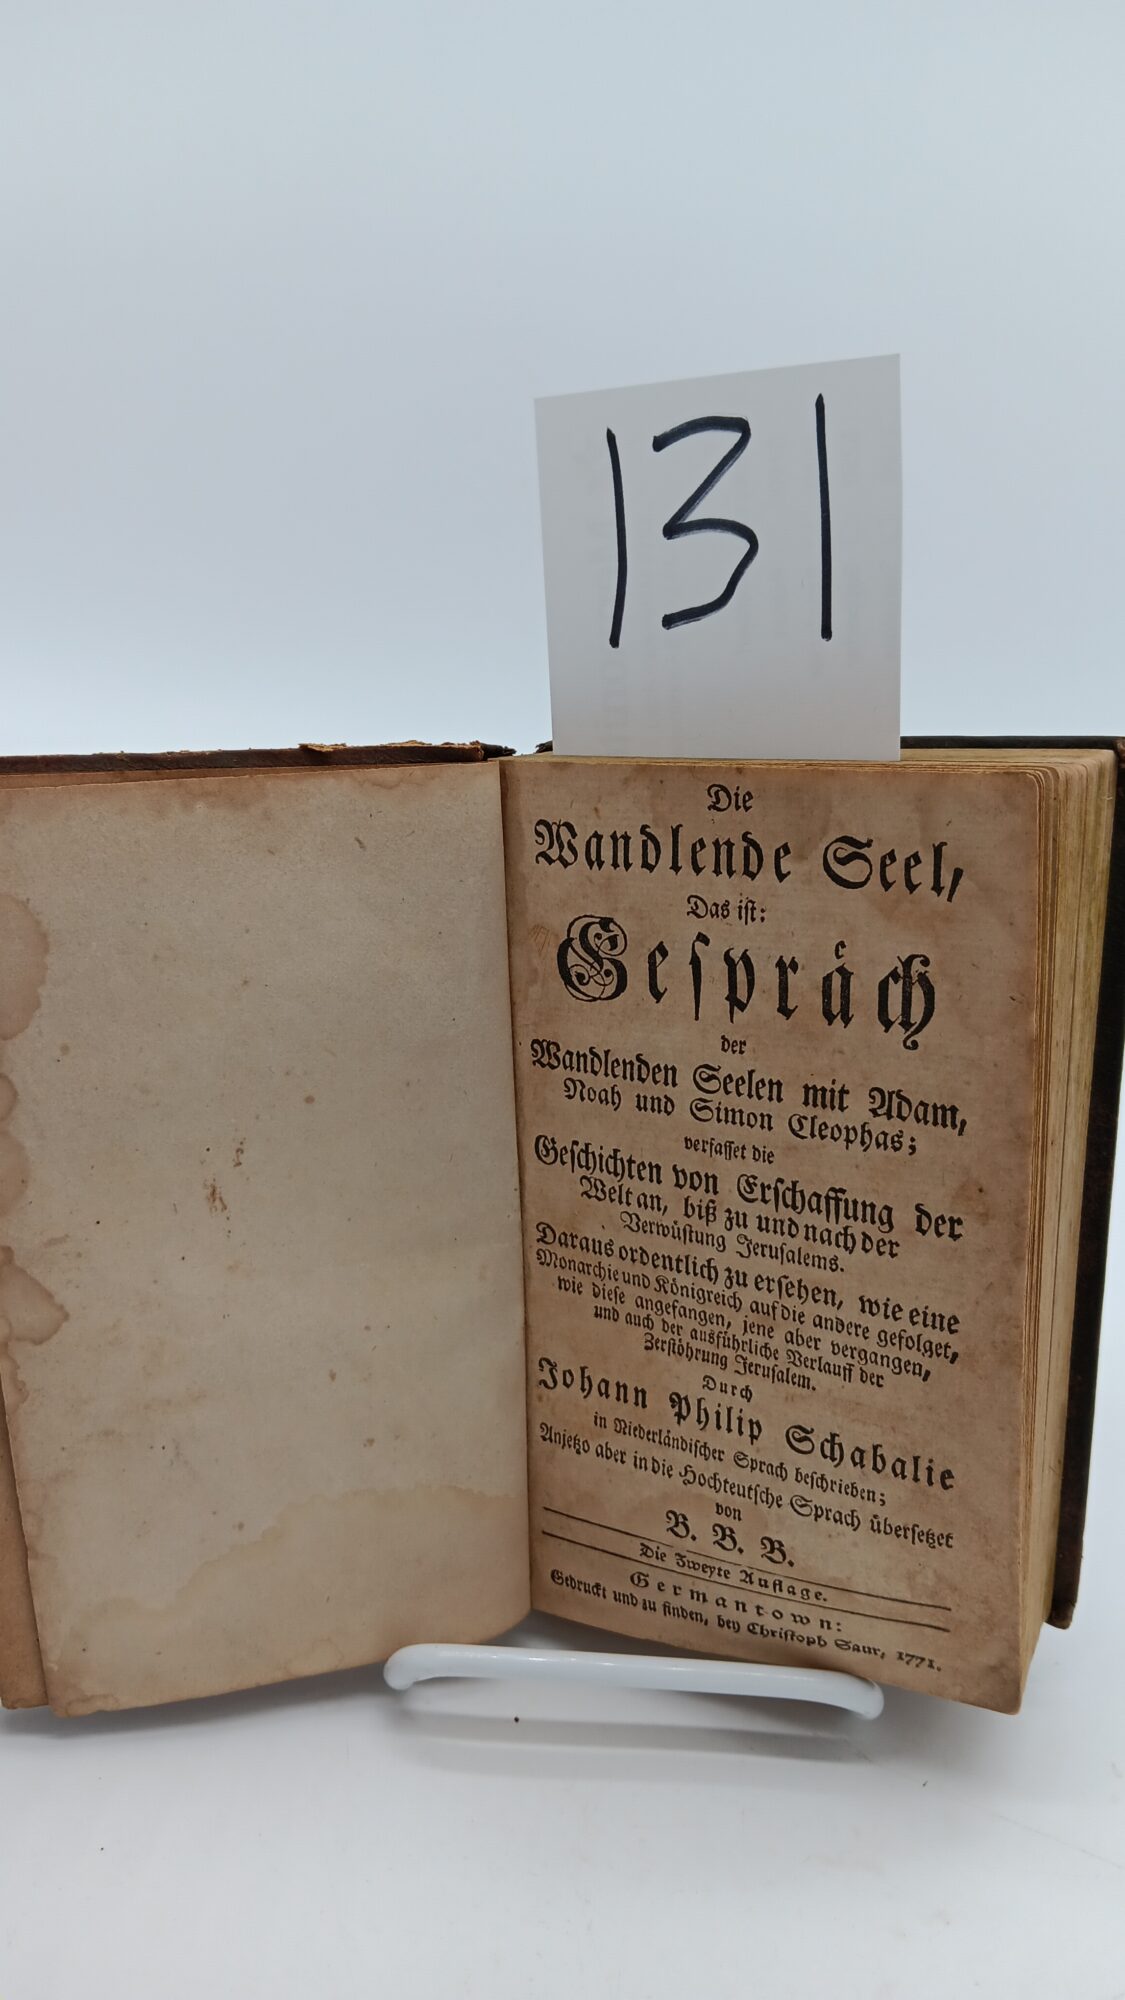 131
Die
Wandlende Seel,
Das ist:
Gespräch
der
Wandlenden Seelen mit Adam,
Noah und Simon Cleophas;
verfasset die
Geschichten von Erschaffung der
Welt an, biß zu und nach der
Verwüstung Jerusalems.
Daraus ordentlich zu ersehen, wie eine
Monarchie und Königreich auf die andere gefolget,
wie diese angefangen, jene aber vergangen,
und auch der ausführliche Verlauff der
Zerstöhrung Jerusalem.
Durch
Johann Philip Schabalie
in Niederländischer Sprach beschrieben;
Anjetzo aber in die Hochteutsche Sprach übersetzet
von
B. B. B.
Die Zweyte Auflage.
Germantown:
Gedruckt und zu finden, bey Christoph Saur, 1771.